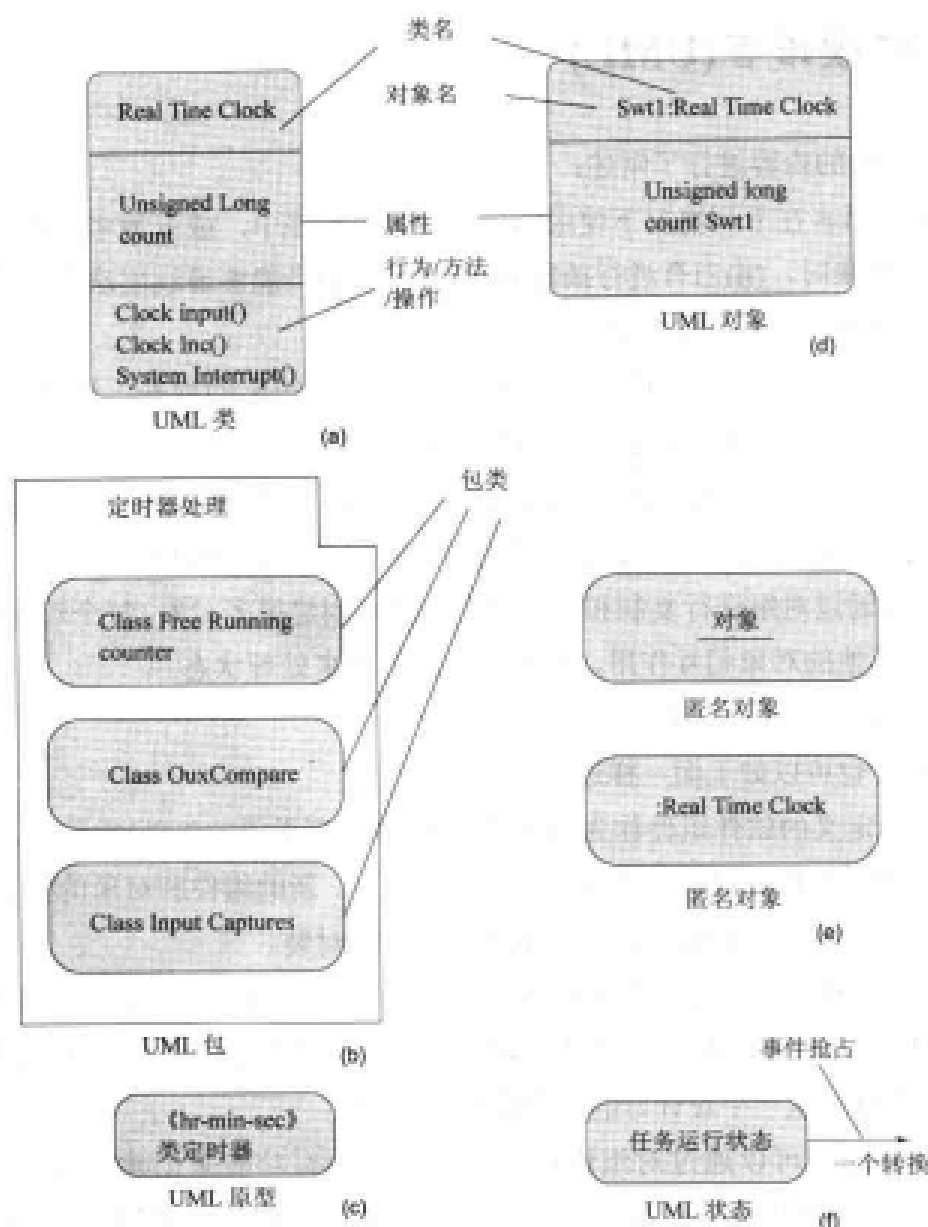 类名
Real Tine Clock
对象名
Swt1:Real Time Clock
Unsigned Long
count
属性
Unsigned long
count Swt1
行为/方法
/操作
Clock input()
Clock Inc()
System Interrupt()
UML 类
(a)
UML 对象
(d)
包类
定时器处理
Class Free Running
counter
Class OuxCompare
Class Input Captures
UML 包
(b)
对象
匿名对象
:Real Time Clock
匿名对象
(e)
《hr-min-sec》
类定时器
UML 原型
(c)
事件抢占
任务运行状态
一个转换
UML 状态
(f)